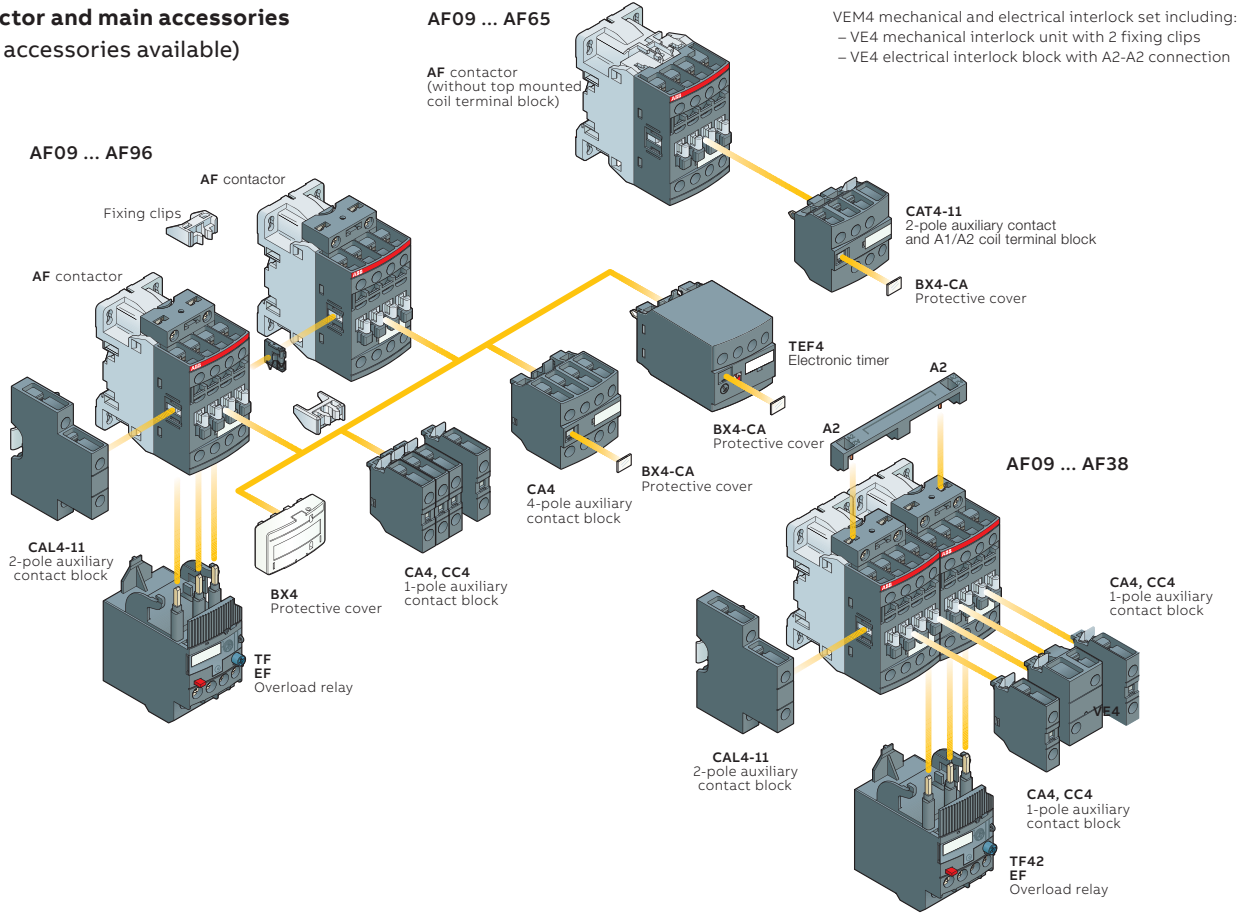 ctor and main accessories
accessories available)
AF09 ... AF65
AF contactor
(without top mounted
coil terminal block)
VEM4 mechanical and electrical interlock set including:
– VE4 mechanical interlock unit with 2 fixing clips
– VE4 electrical interlock block with A2-A2 connection
AF09 ... AF96
AF contactor
Fixing clips
AF contactor
ABB
ABB
ABB
CAT4-11
2-pole auxiliary contact
and A1/A2 coil terminal block
BX4-CA
Protective cover
TEF4
Electronic timer
BX4-CA
Protective cover
A2
A2
AF09 ... AF38
BX4-CA
Protective cover
CA4
4-pole auxiliary
contact block
CAL4-11
2-pole auxiliary
contact block
BX4
Protective cover
CA4, CC4
1-pole auxiliary
contact block
TF
EF
Overload relay
ABB
ABB
CA4, CC4
1-pole auxiliary
contact block
VE4
CAL4-11
2-pole auxiliary
contact block
CA4, CC4
1-pole auxiliary
contact block
TF42
EF
Overload relay